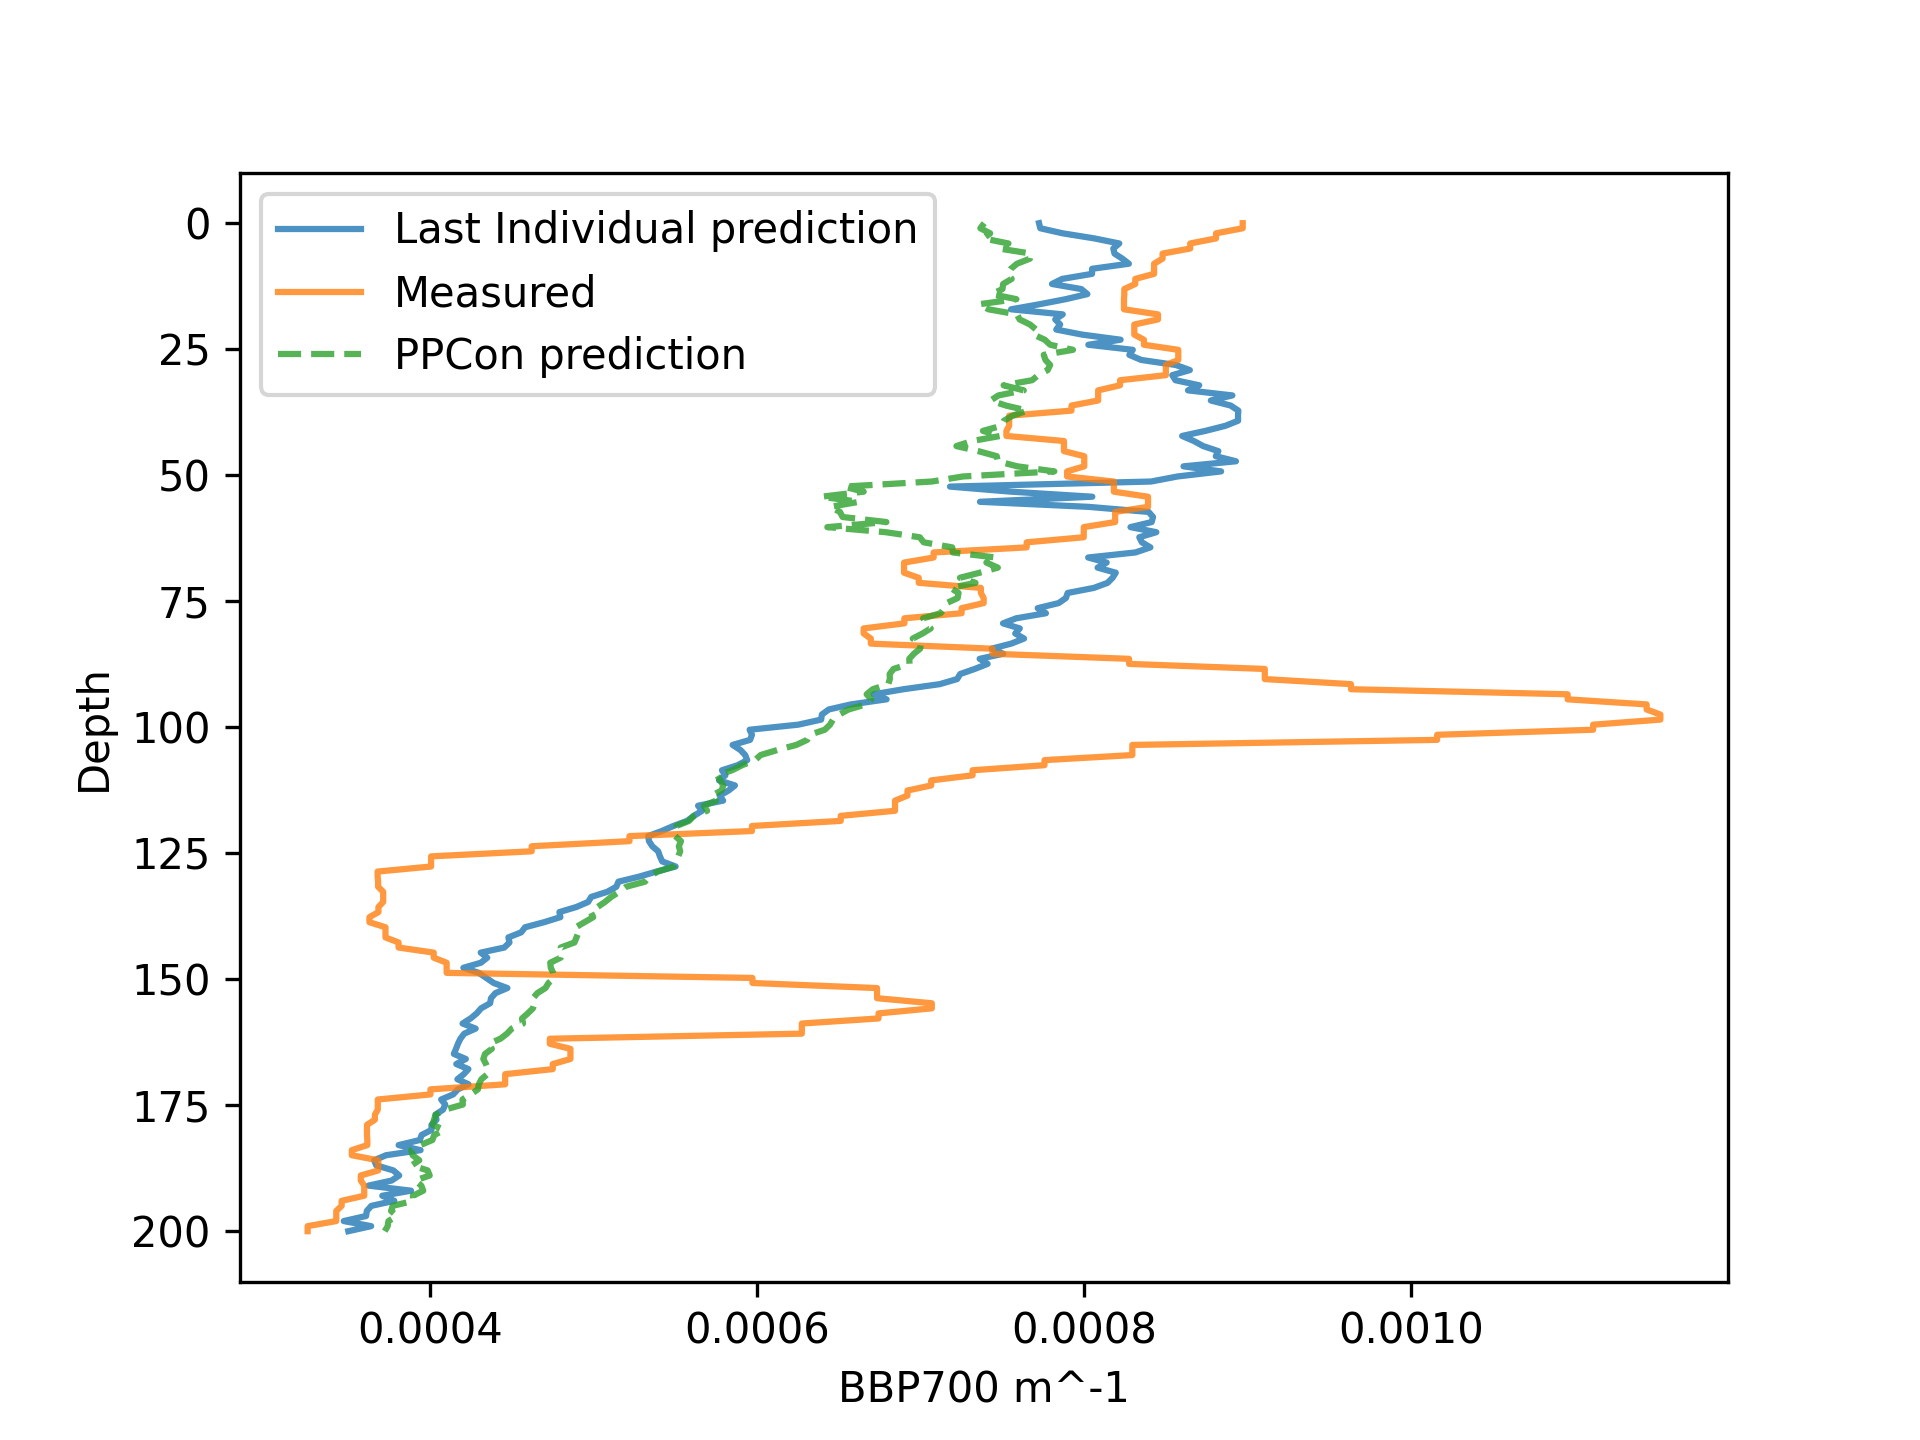 Last Individual prediction
Measured
PPCon prediction
0
25
50
75
100
125
150
175
200
Depth
0.0004 0.0006 0.0008 0.0010
BBP700 m^-1